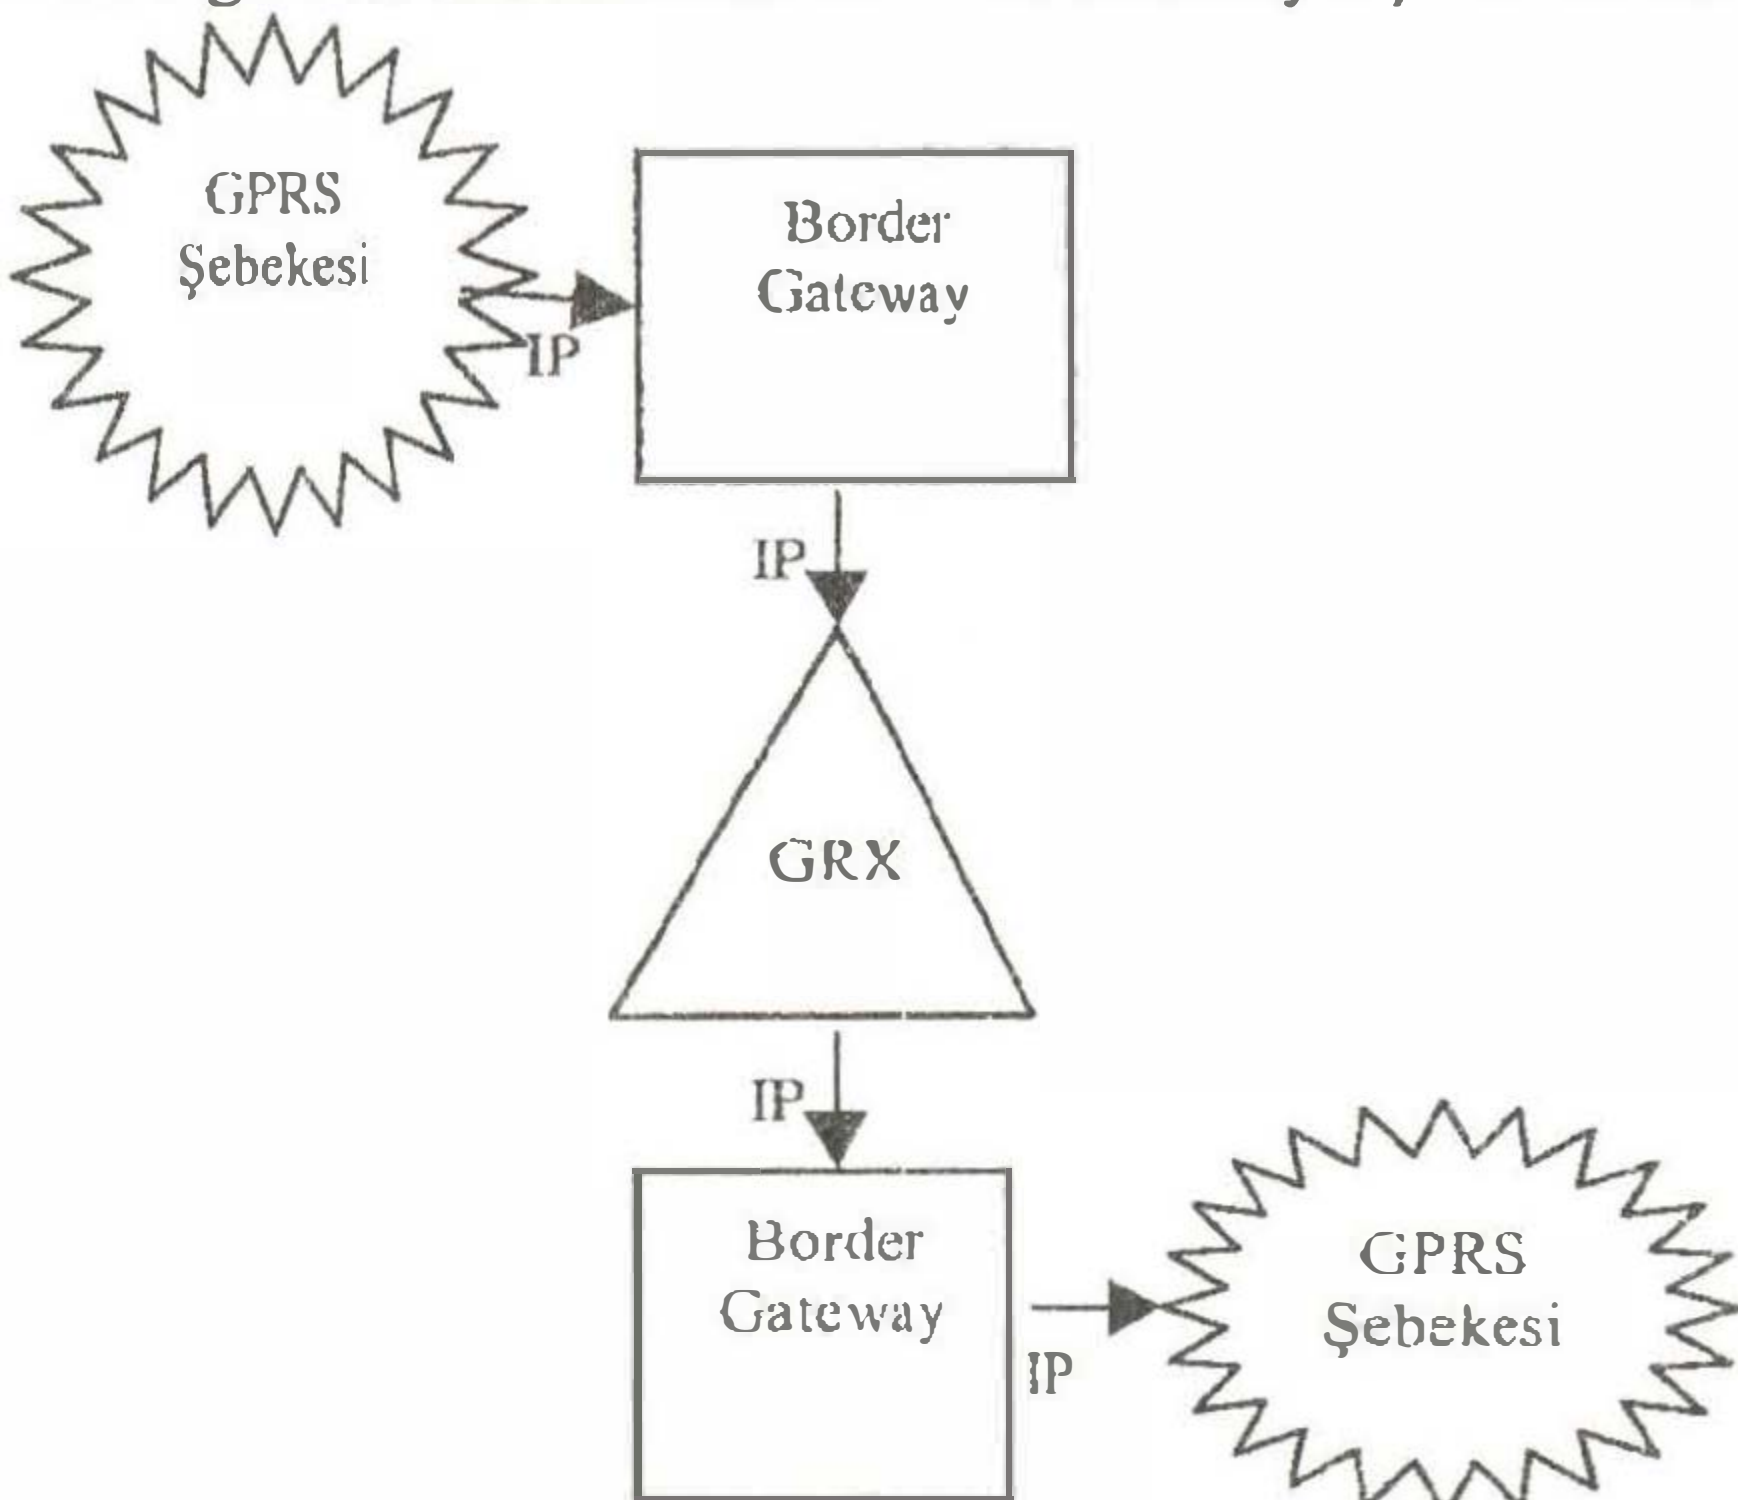 GPRS
Şebekesi
IP
Border
Gateway
IP
GRX
IP
Border
Gateway
IP
GPRS
Şebekesi